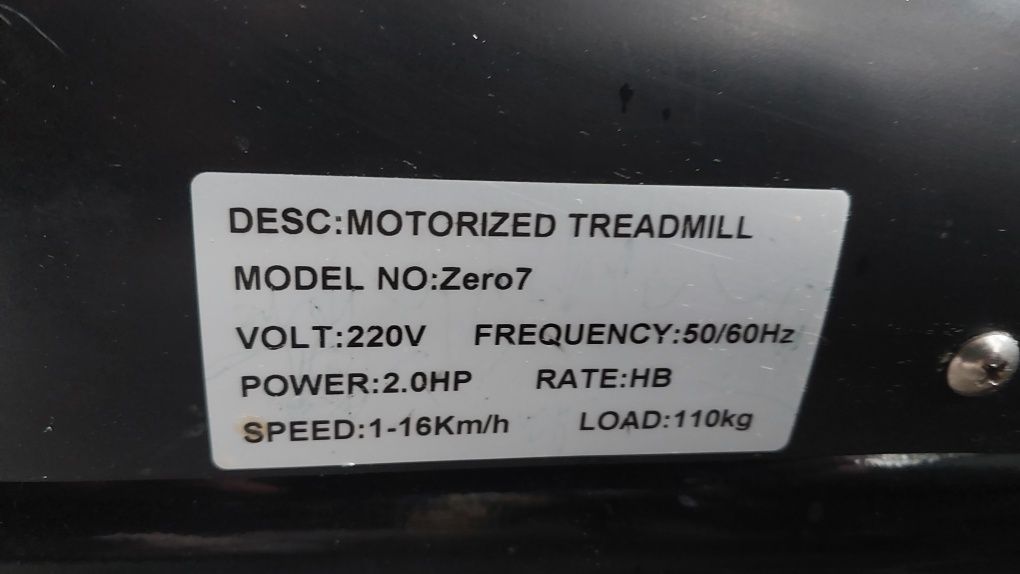 DESC:MOTORIZED TREADMILL
MODEL NO:Zero7
VOLT:220V FREQUENCY:50/60Hz
POWER:2.0HP RATE:HB
SPEED:1-16Km/h LOAD:110kg